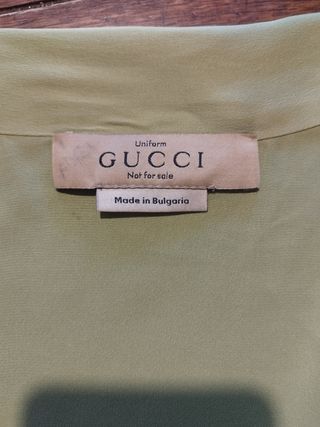 Uniform
GUCCI
Not for sale
Made in Bulgaria